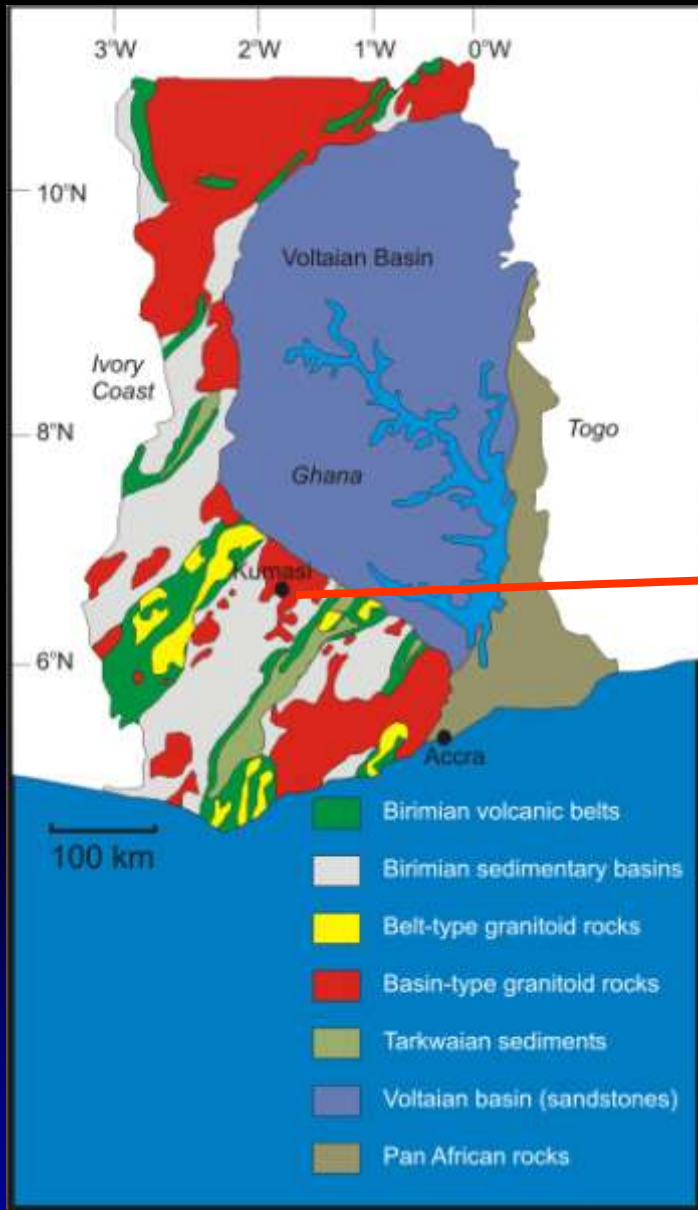 3°W 2°W 1°W 0°W
10°N
Voltaian Basin
Ivory
Coast
8°N
Togo
Ghana
Kumasi
6°N
Accra
100 km
Birimian volcanic belts
Birimian sedimentary basins
Belt-type granitoid rocks
Basin-type granitoid rocks
Tarkwaian sediments
Voltaian basin (sandstones)
Pan African rocks